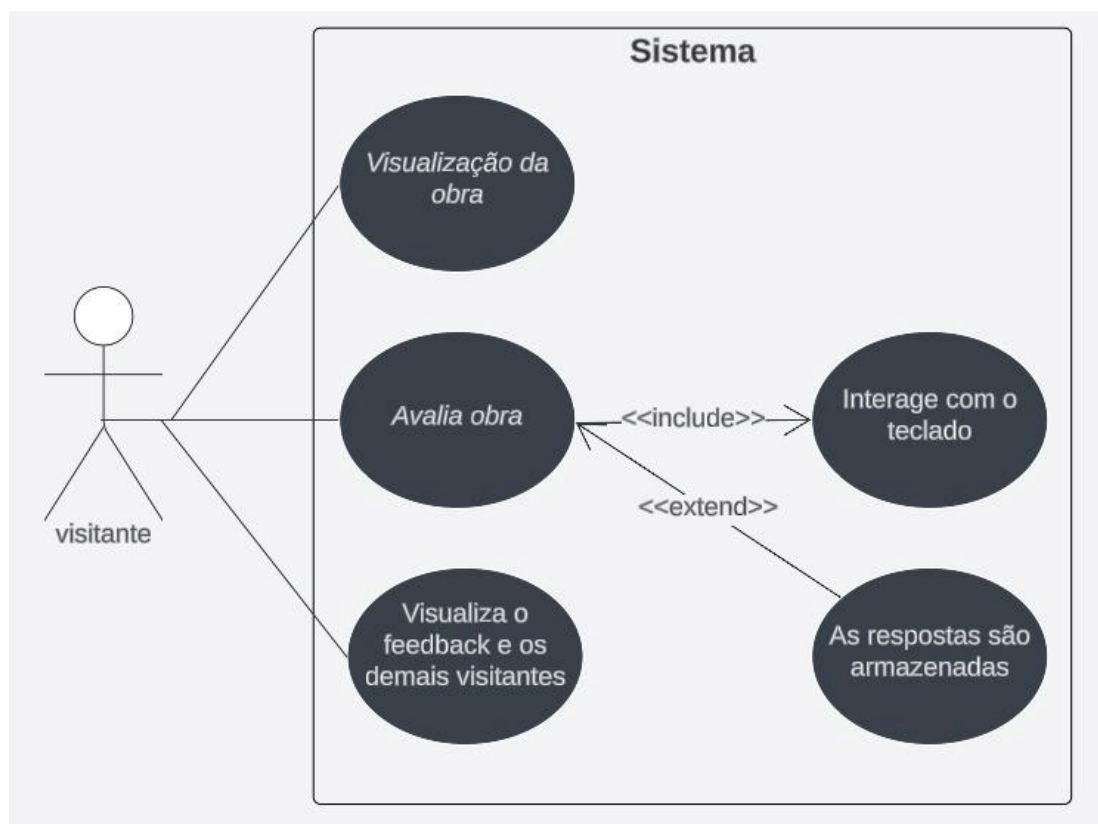 Sistema
Visualização da
obra
Avalia obra
<<include>>
Interage com o
teclado
<<extend>>
visitante
Visualiza o
feedback e os
demais visitantes
As respostas são
armazenadas